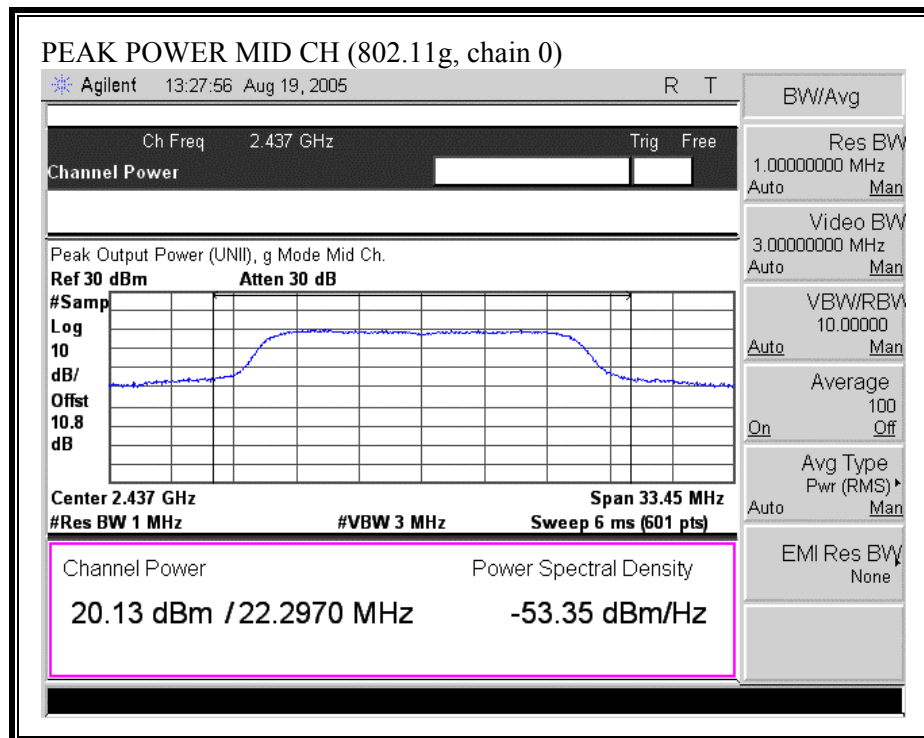 PEAK POWER MID CH (802.11g, chain 0)
Agilent 13:27:56 Aug 19, 2005 R T
Ch Freq 2.437 GHz Trig Free
Channel Power
Peak Output Power (UNII), g Mode Mid Ch.
Ref 30 dBm Atten 30 dB
#Samp
Log
10
dB/
Offst
10.8
dB
Center 2.437 GHz Span 33.45 MHz
#Res BW 1 MHz #VBW 3 MHz Sweep 6 ms (601 pts)
Channel Power Power Spectral Density
20.13 dBm / 22.2970 MHz -53.35 dBm/Hz
BW/Avg
Res BW
1.00000000 MHz
Auto Man
Video BW
3.00000000 MHz
Auto Man
VBW/RBW
10.00000
Auto Man
Average
100
On Off
Avg Type
Pwr (RMS)
Auto Man
EMI Res BW
None